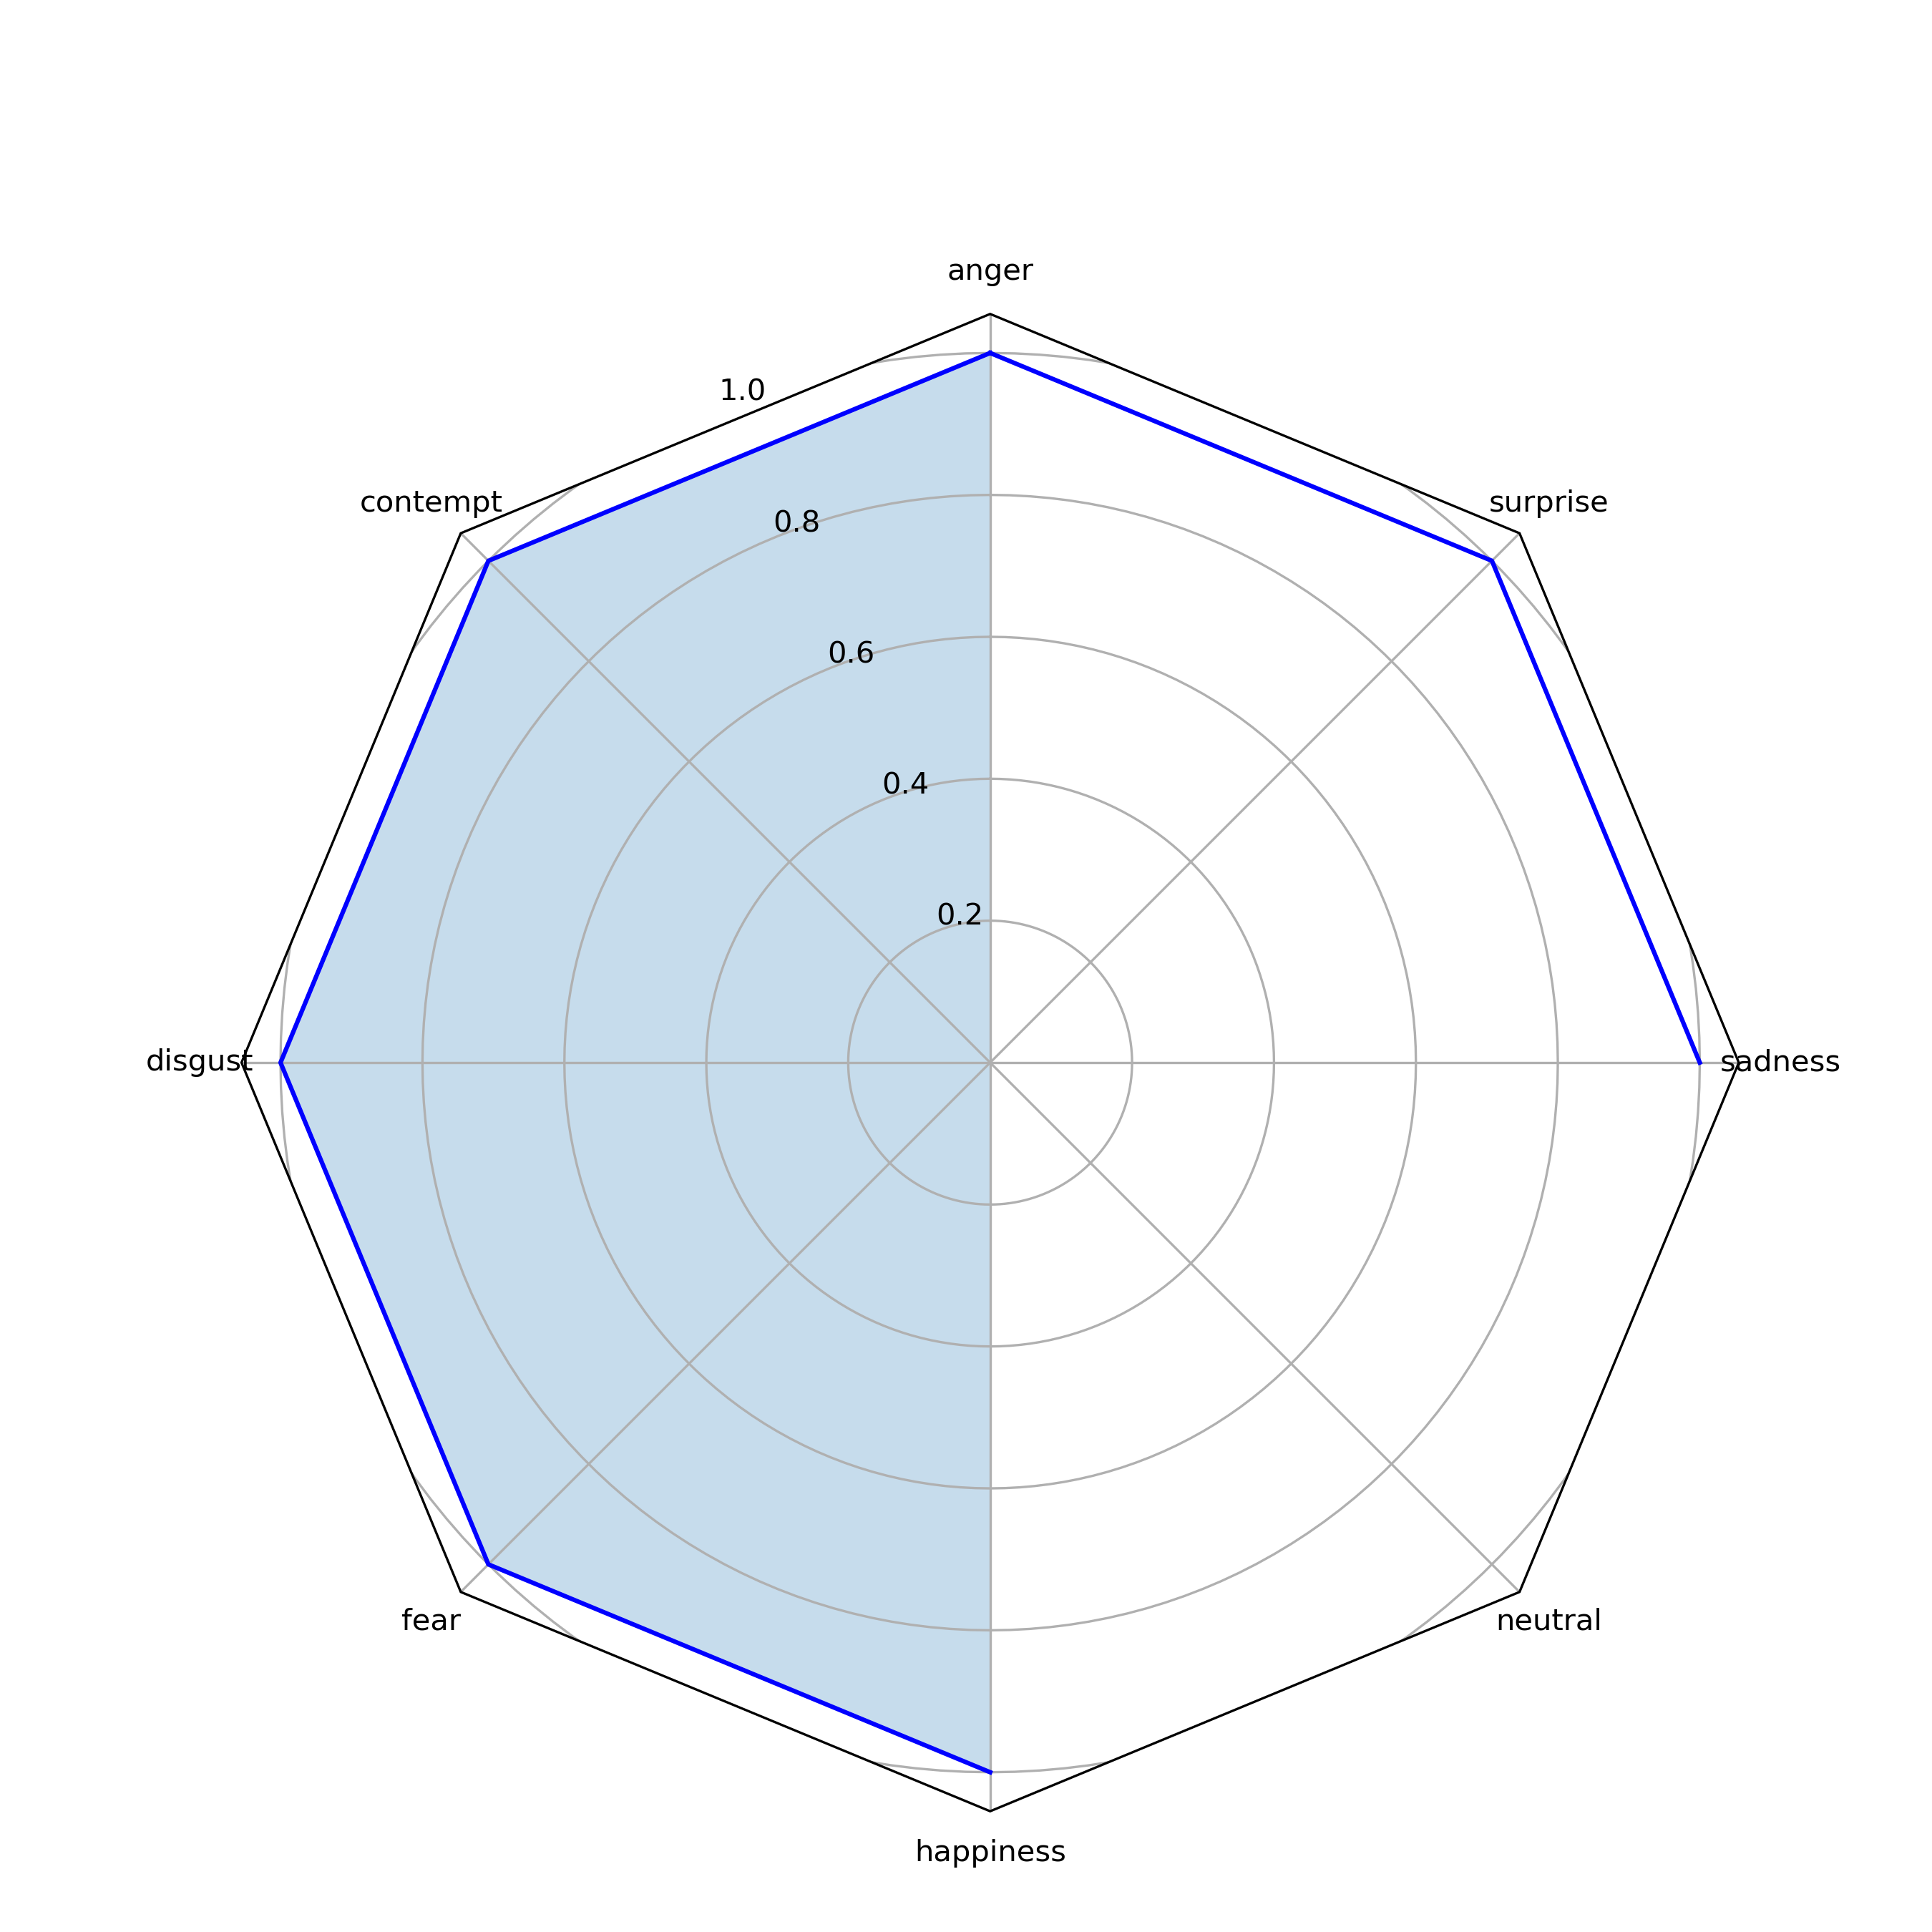 anger
1.0
contempt
surprise
0.8
0.6
0.4
0.2
disgust
sadness
fear
neutral
happiness